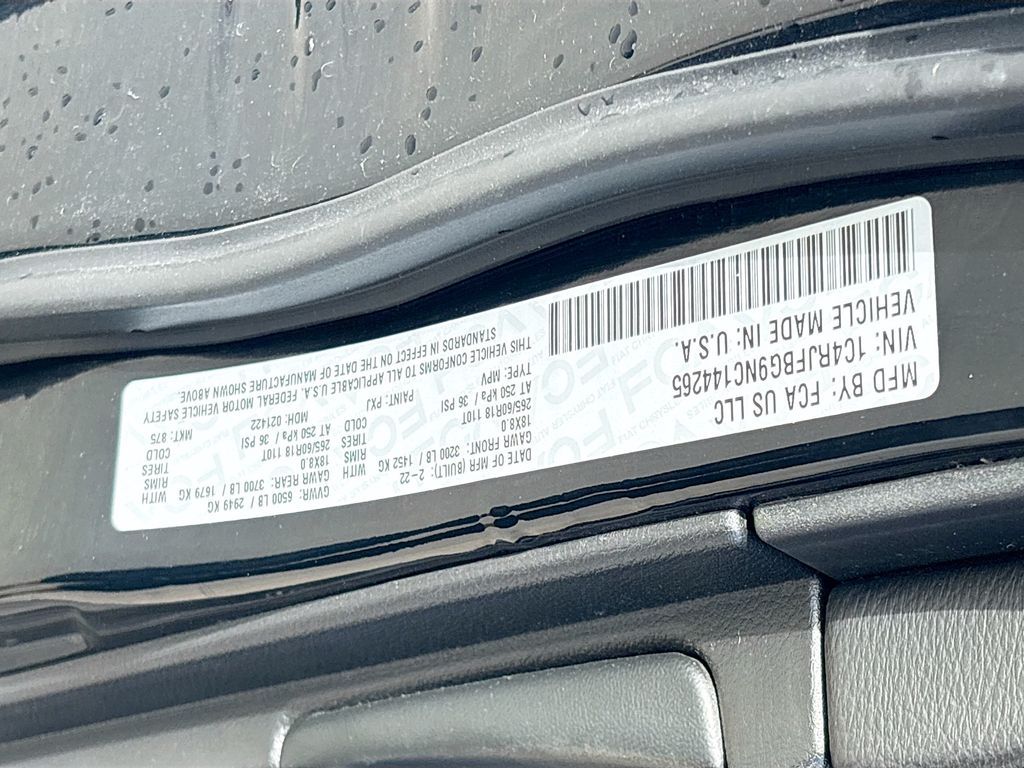 MFD BY: FCA US LLC
VIN: 1C4RJFBG9NC144265
VEHICLE MADE IN: U.S.A.
DATE OF MFR (BUILT): 2-22
GVWR: 6500 LB / 2949 KG
GAWR FRONT: 3200 LB / 1452 KG
WITH
GAWR REAR: 3700 LB / 1679 KG
WITH
18X8.0
RIMS
18X8.0
TIRES
265/60R18 110T
TIRES
265/60R18 110T
COLD
AT 250 kPa / 36 PSI
COLD
AT 250 kPa / 36 PSI
TYPE: MPV
PAINT: PXJ
MDH: 021422
MKT: 875
THIS VEHICLE CONFORMS TO ALL APPLICABLE U.S.A. FEDERAL MOTOR VEHICLE SAFETY
STANDARDS IN EFFECT ON THE DATE OF MANUFACTURE SHOWN ABOVE.